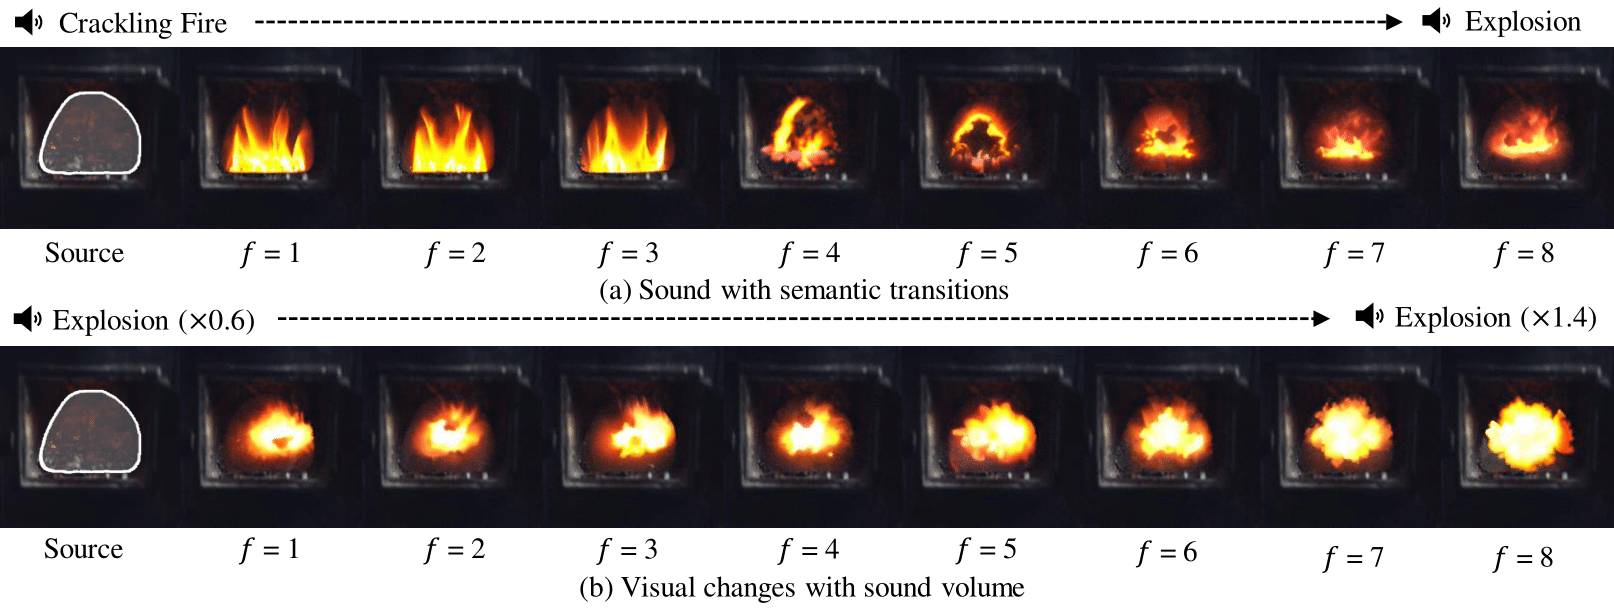 Crackling Fire Explosion
Source f = 1 f = 2 f = 3 f = 4 f = 5 f = 6 f = 7 f = 8
(a) Sound with semantic transitions
Explosion (×0.6) Explosion (×1.4)
Source f = 1 f = 2 f = 3 f = 4 f = 5 f = 6 f = 7 f = 8
(b) Visual changes with sound volume